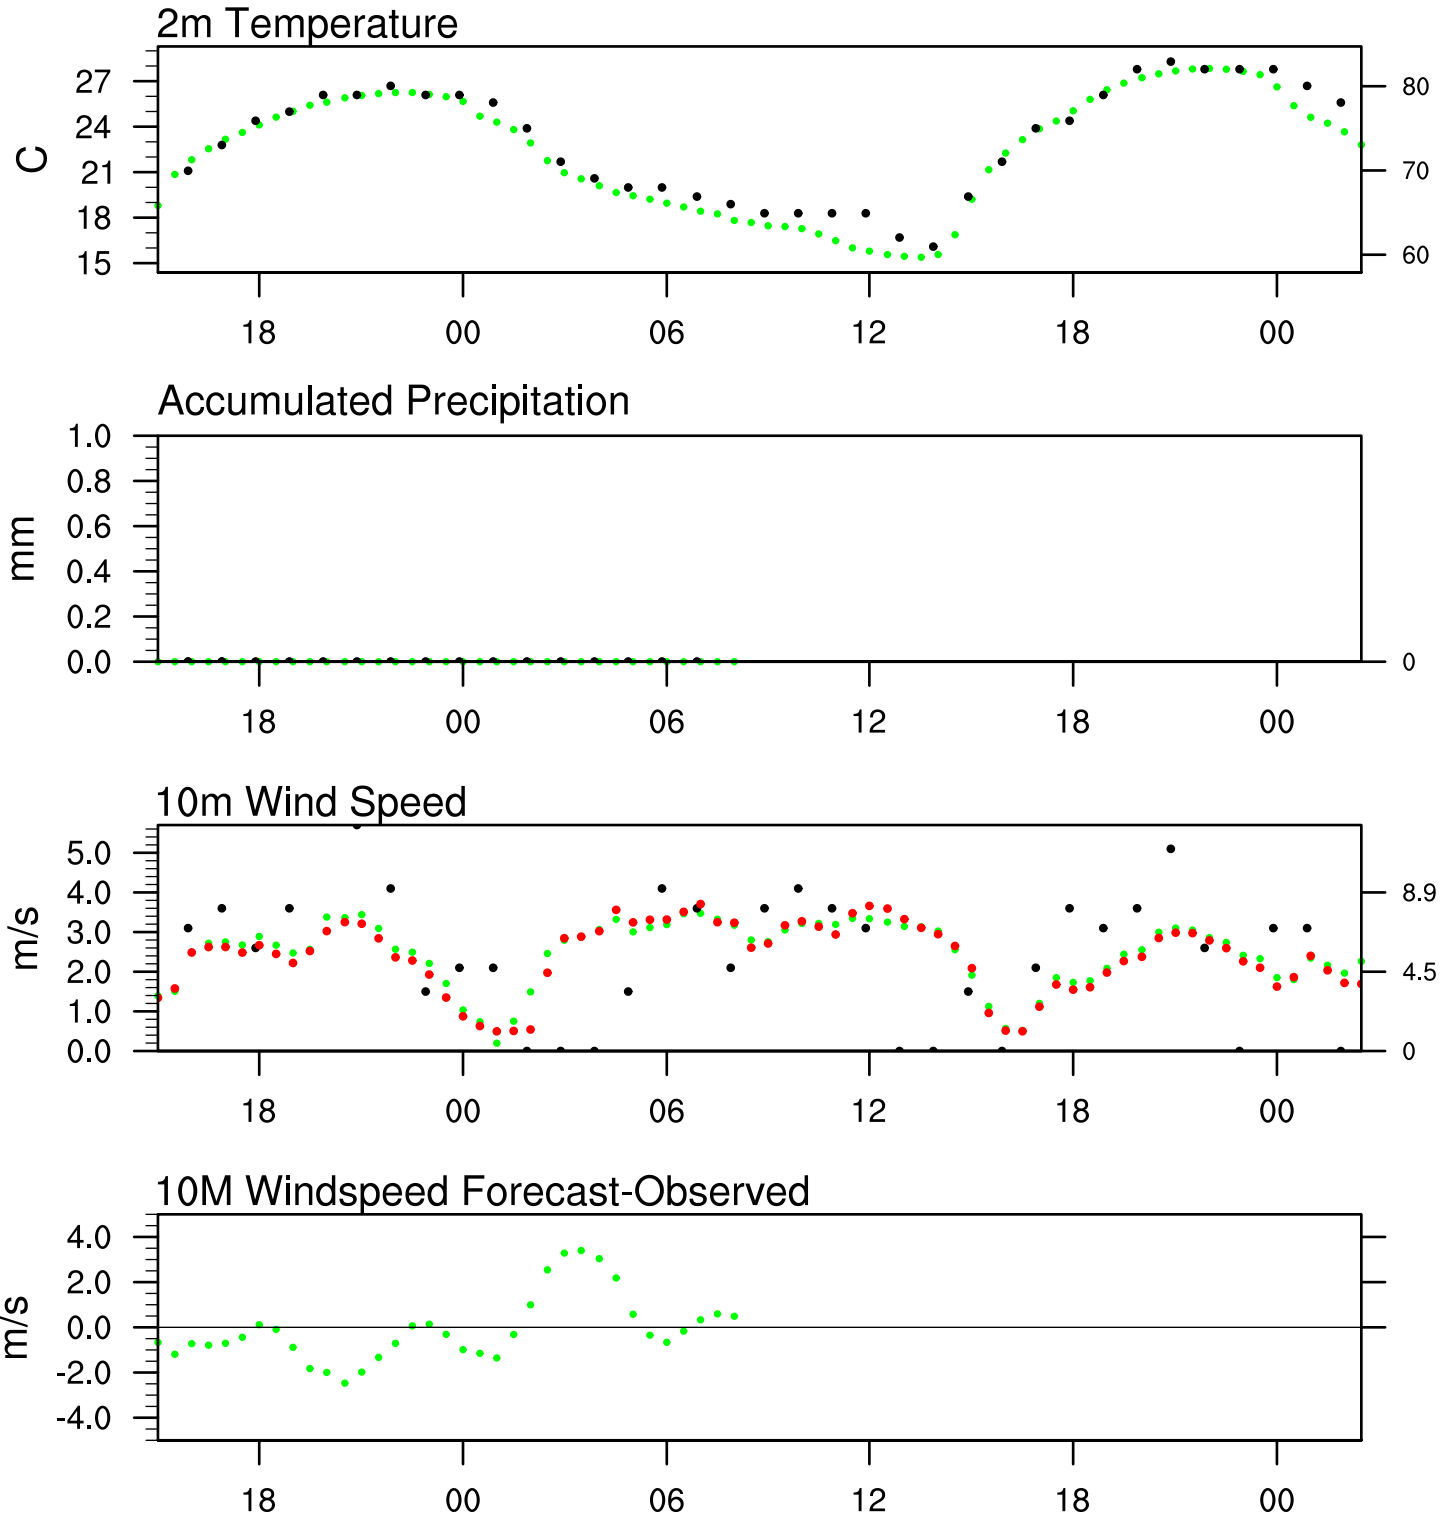 2m Temperature
27
24
21
18
15
C
80
70
60
18 00 06 12 18 00
Accumulated Precipitation
1.0
0.8
0.6
0.4
0.2
0.0
mm
0
18 00 06 12 18 00
10m Wind Speed
5.0
4.0
3.0
2.0
1.0
0.0
m/s
8.9
4.5
0
18 00 06 12 18 00
10M Windspeed Forecast-Observed
4.0
2.0
0.0
-2.0
-4.0
m/s
18 00 06 12 18 00